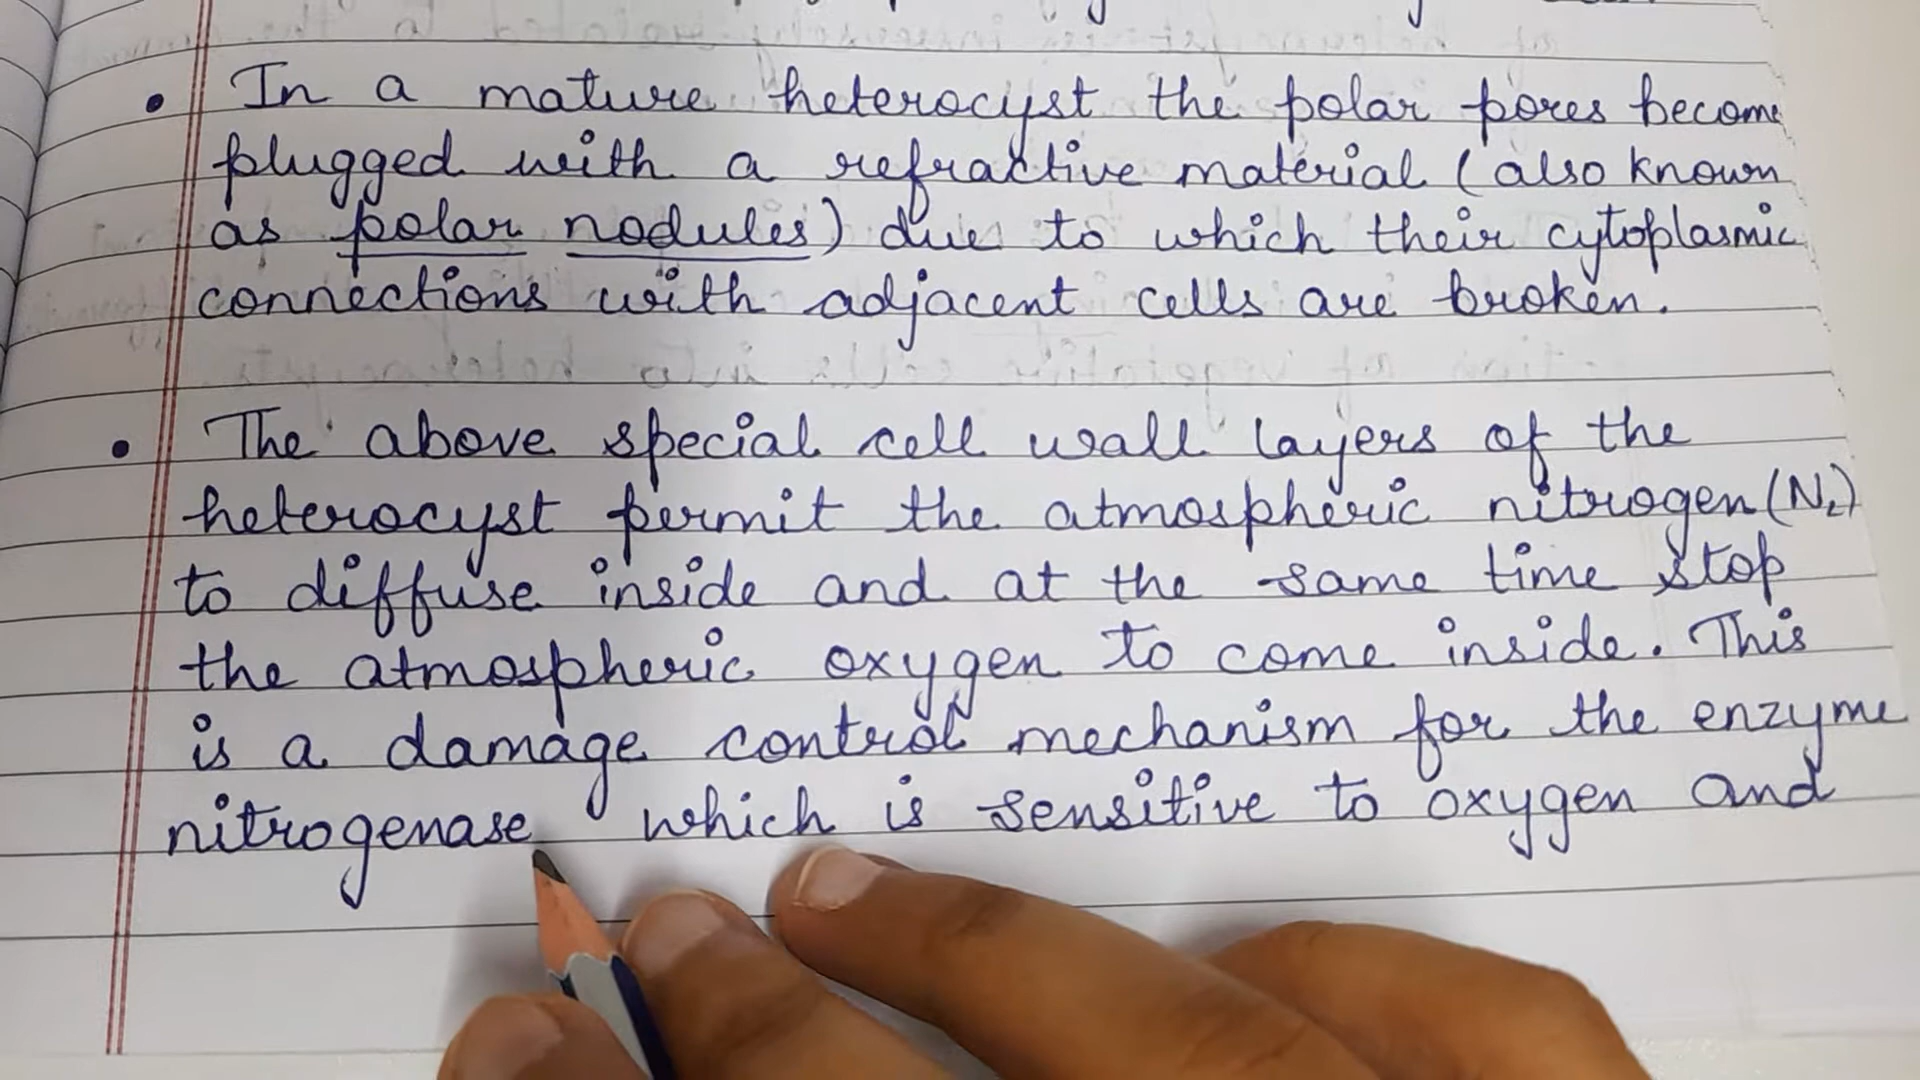 • In a mature heterocyst the polar pores become
plugged with a refractive material (also known
as polar nodules) due to which their cytoplasmic
connections with adjacent cells are broken.
• The above special cell wall layers of the
heterocyst permit the atmospheric nitrogen (N₂)
to diffuse inside and at the same time stop
the atmospheric oxygen to come inside. This
is a damage control mechanism for the enzyme
nitrogenase which is sensitive to oxygen and